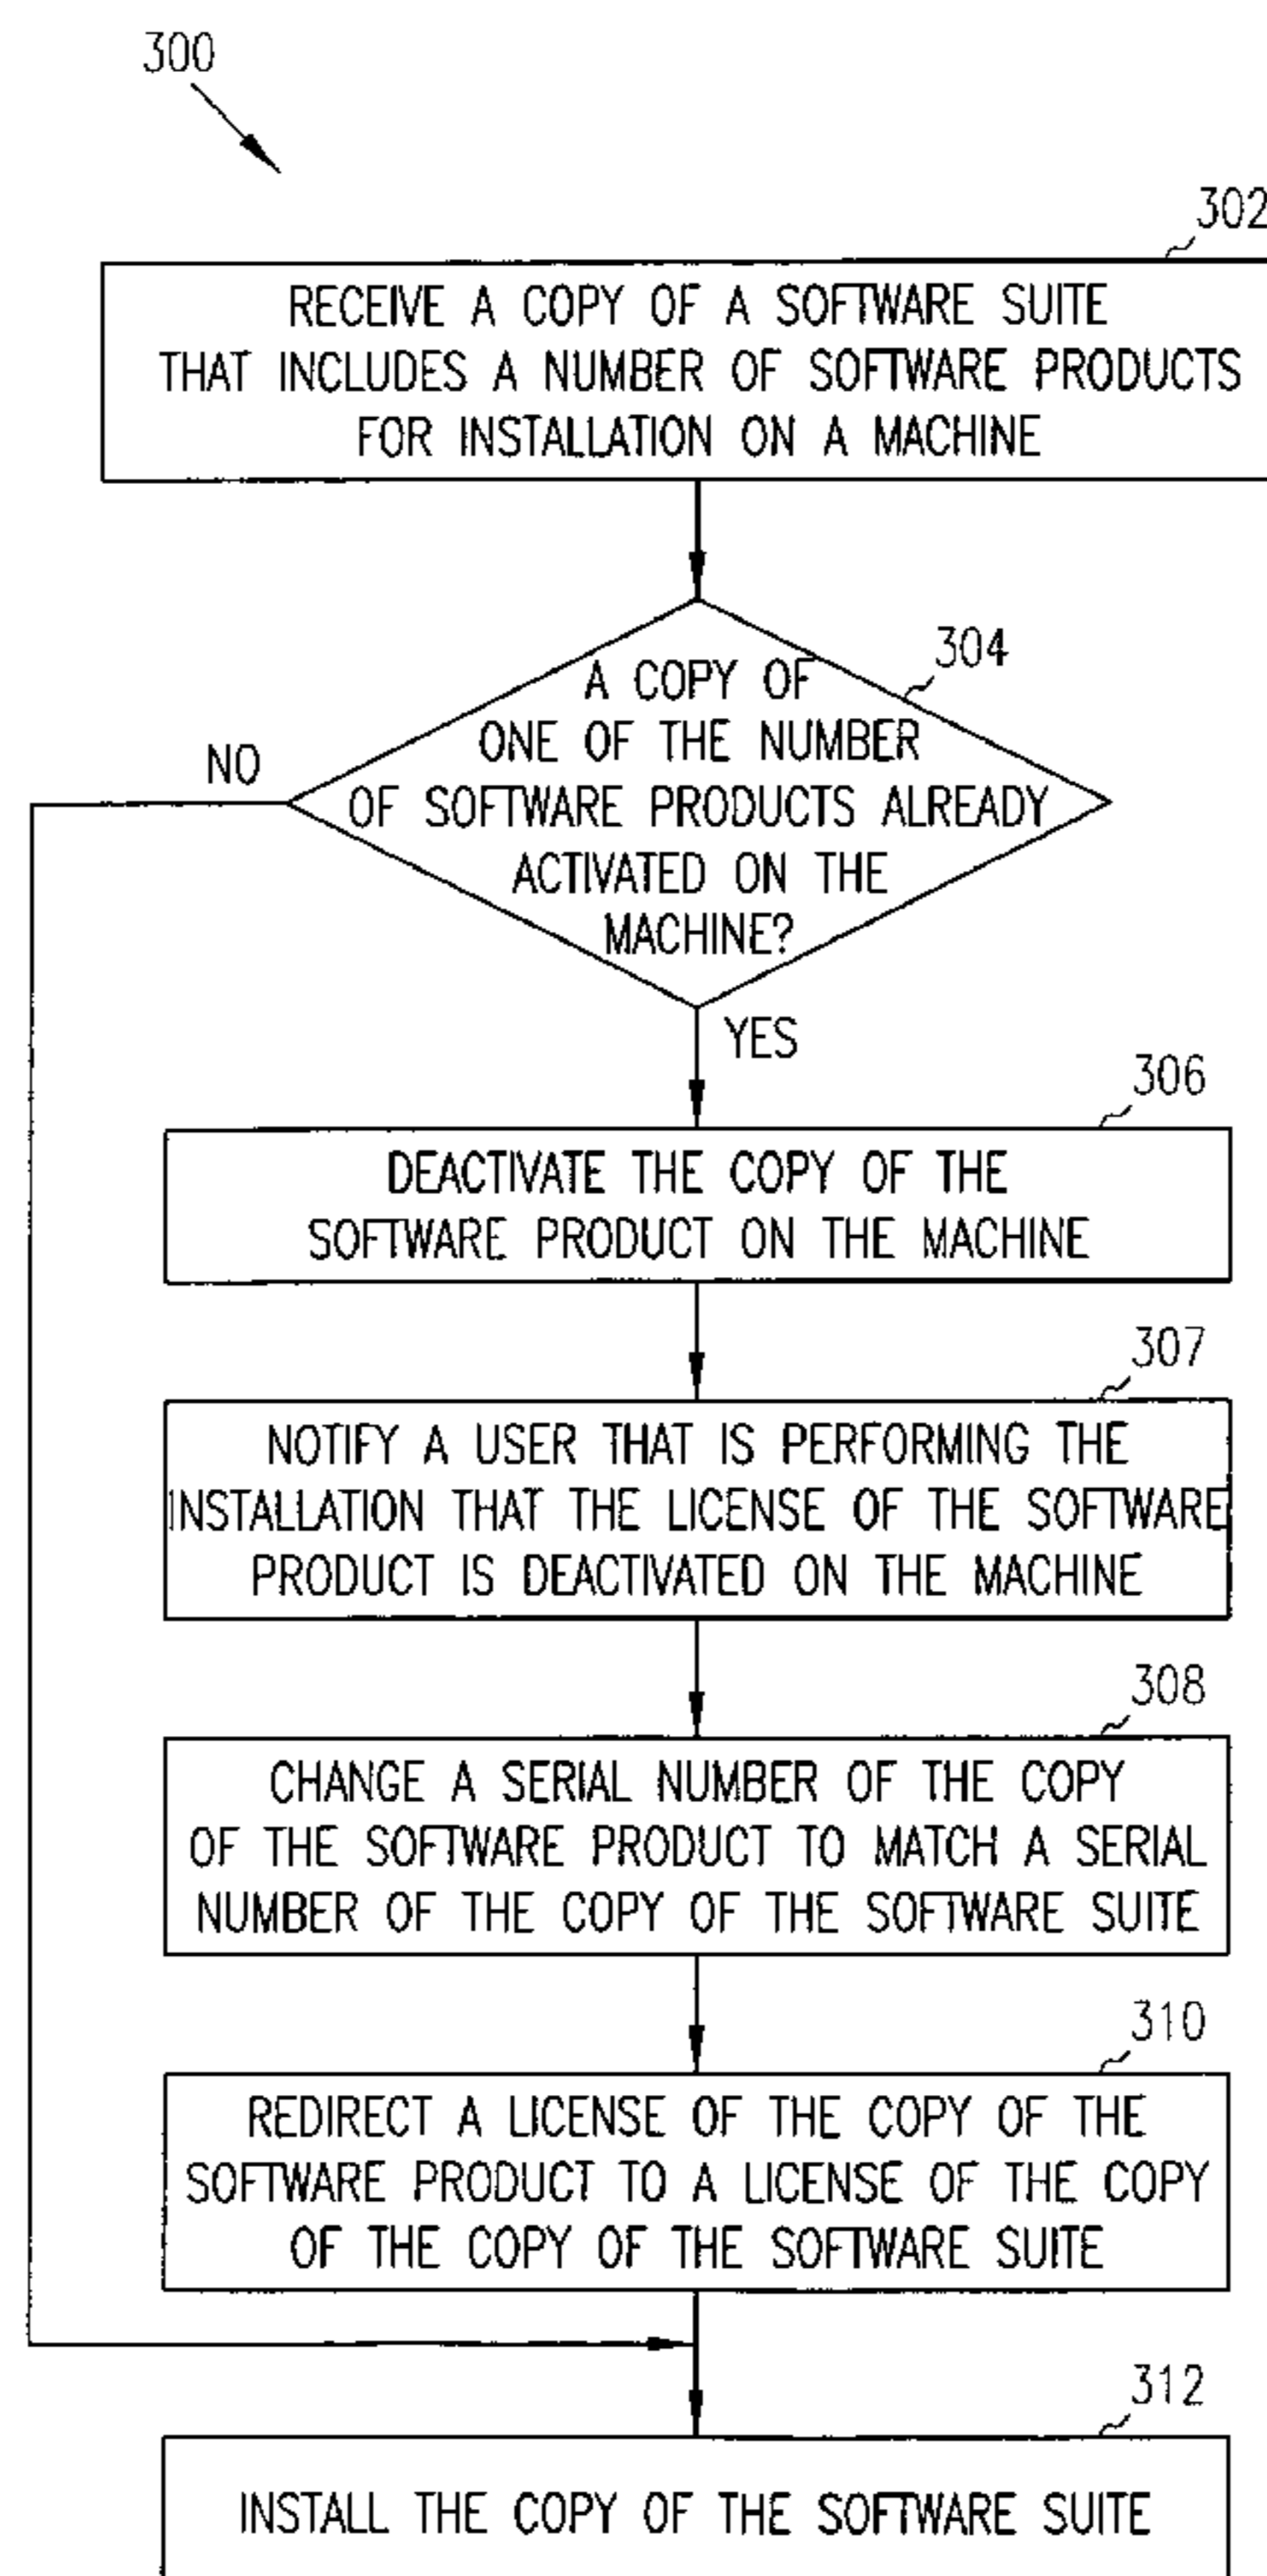 300
302
RECEIVE A COPY OF A SOFTWARE SUITE
THAT INCLUDES A NUMBER OF SOFTWARE PRODUCTS
FOR INSTALLATION ON A MACHINE
304
A COPY OF
ONE OF THE NUMBER
OF SOFTWARE PRODUCTS ALREADY
ACTIVATED ON THE
MACHINE?
NO
YES
306
DEACTIVATE THE COPY OF THE
SOFTWARE PRODUCT ON THE MACHINE
307
NOTIFY A USER THAT IS PERFORMING THE
INSTALLATION THAT THE LICENSE OF THE SOFTWARE
PRODUCT IS DEACTIVATED ON THE MACHINE
308
CHANGE A SERIAL NUMBER OF THE COPY
OF THE SOFTWARE PRODUCT TO MATCH A SERIAL
NUMBER OF THE COPY OF THE SOFTWARE SUITE
310
REDIRECT A LICENSE OF THE COPY OF THE
SOFTWARE PRODUCT TO A LICENSE OF THE COPY
OF THE COPY OF THE SOFTWARE SUITE
312
INSTALL THE COPY OF THE SOFTWARE SUITE